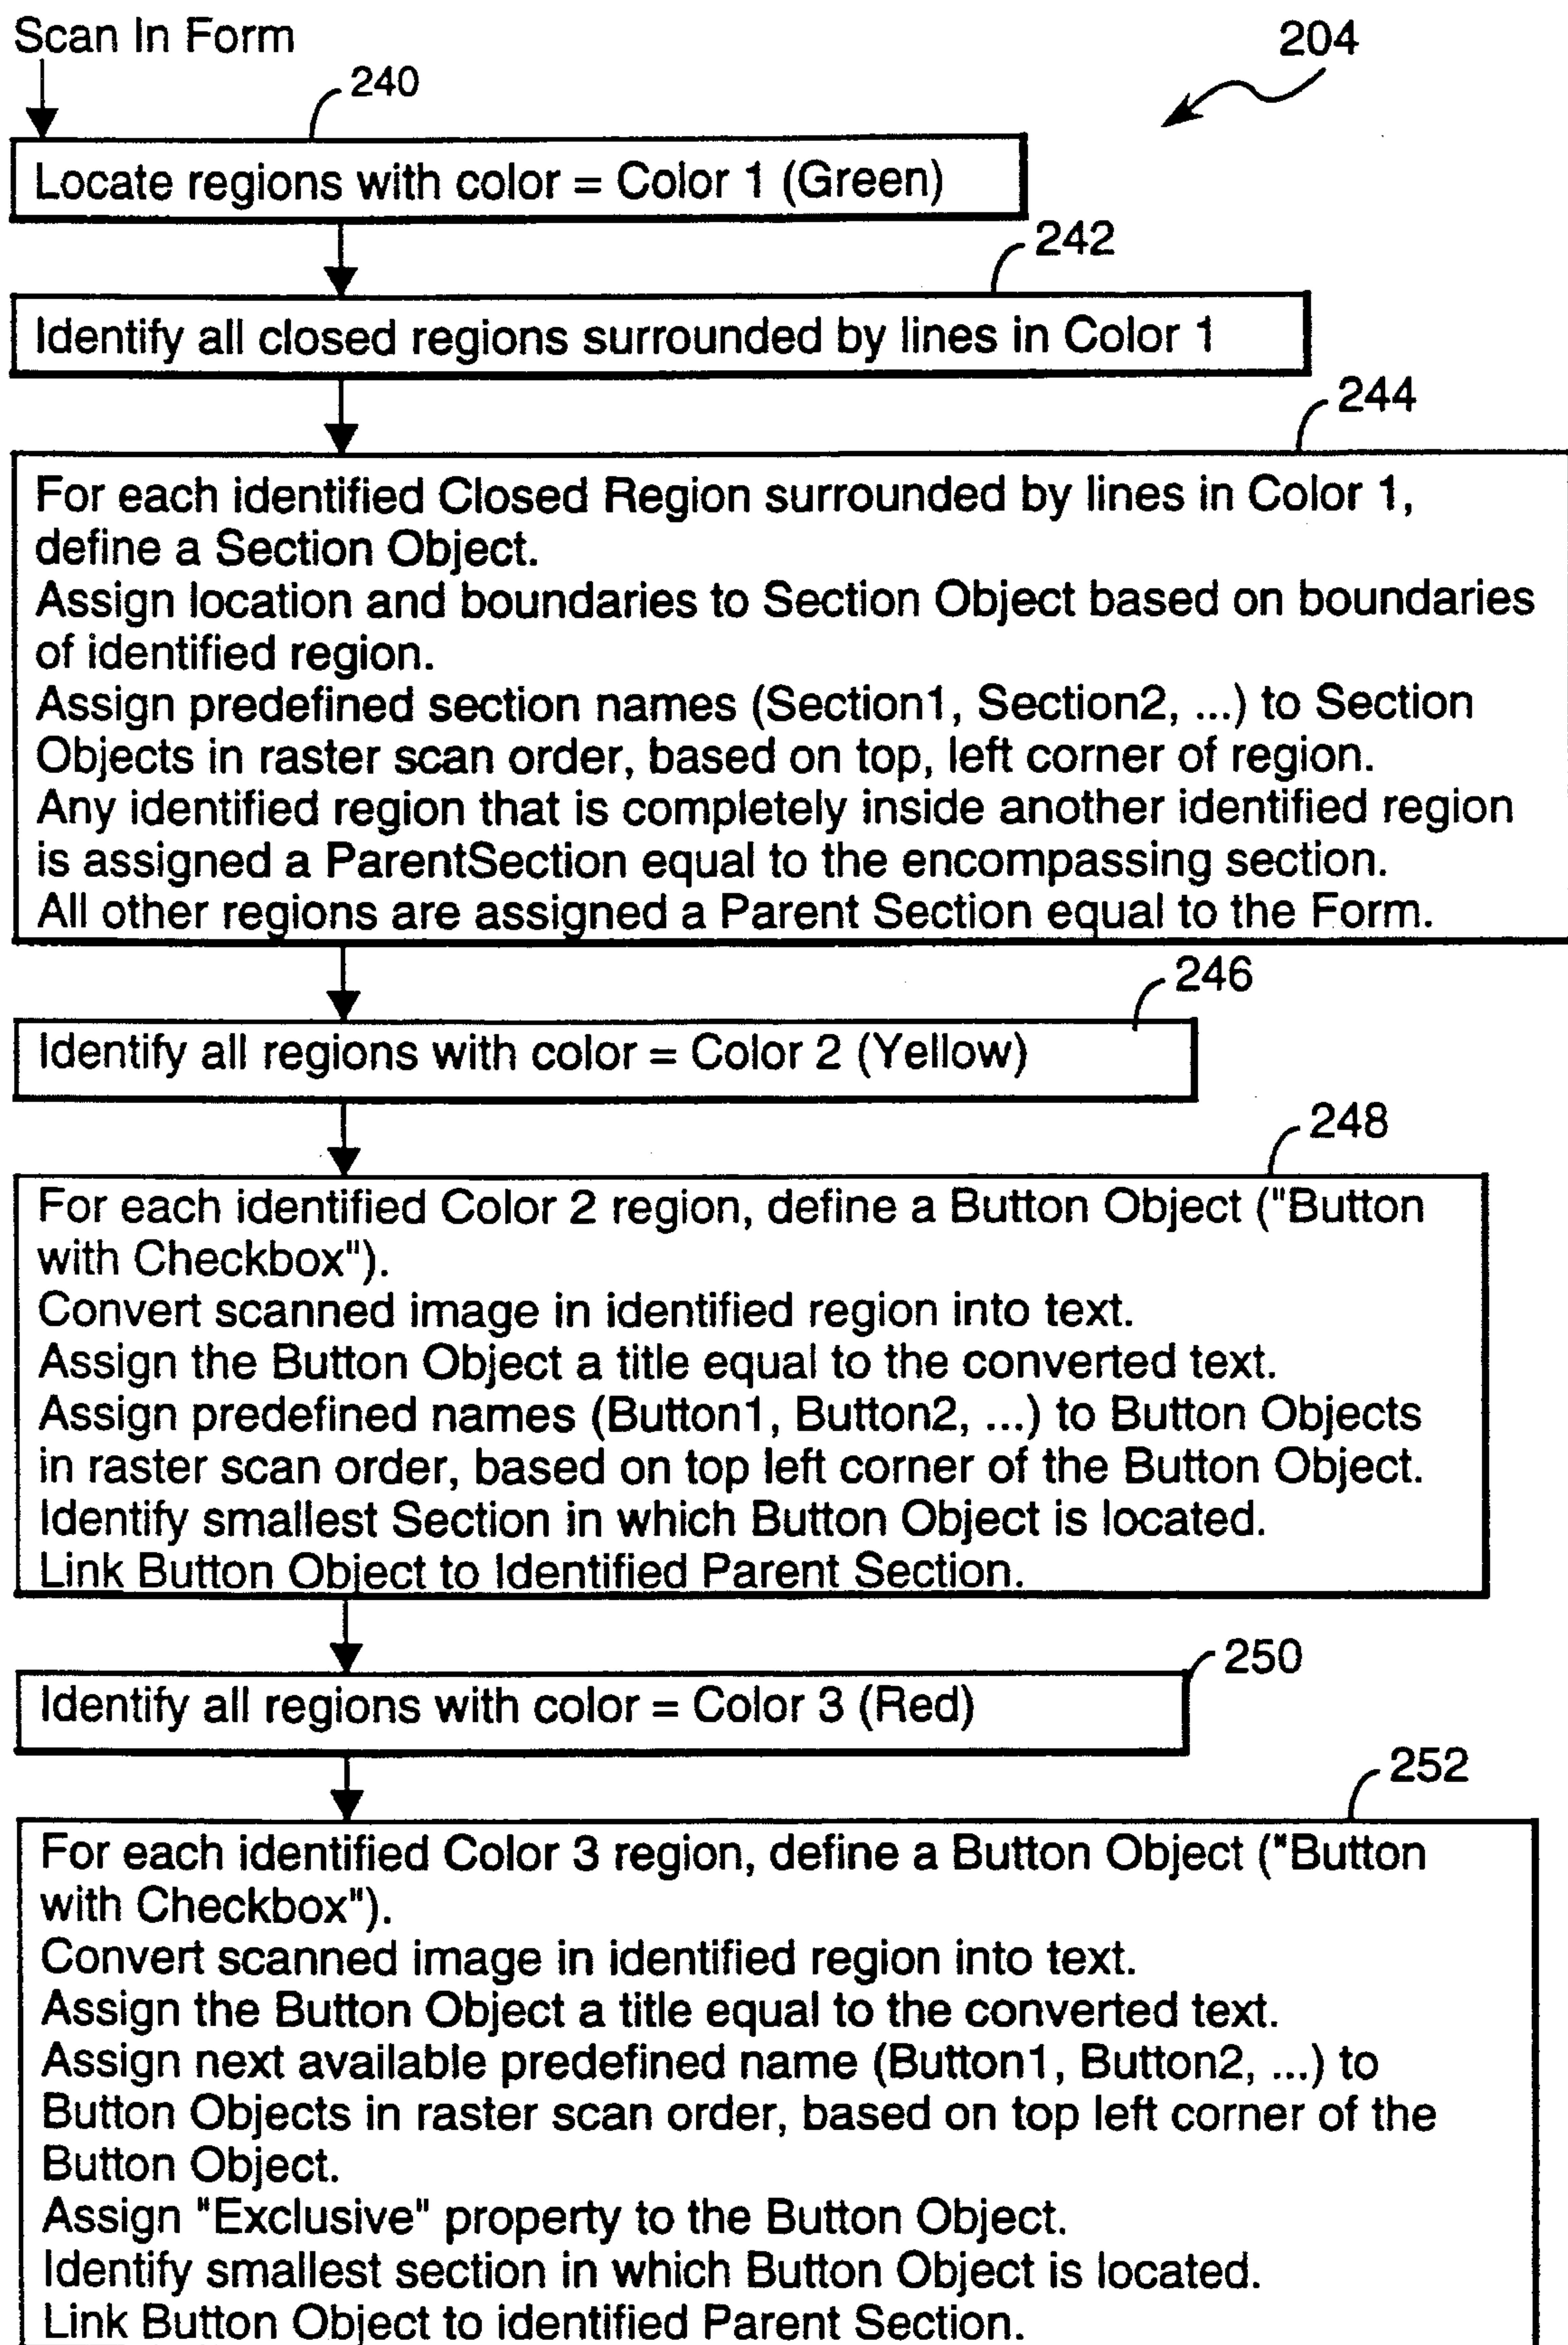 Scan In Form
204
240
Locate regions with color = Color 1 (Green)
242
Identify all closed regions surrounded by lines in Color 1
244
For each identified Closed Region surrounded by lines in Color 1,
define a Section Object.
Assign location and boundaries to Section Object based on boundaries
of identified region.
Assign predefined section names (Section1, Section2, ...) to Section
Objects in raster scan order, based on top, left corner of region.
Any identified region that is completely inside another identified region
is assigned a ParentSection equal to the encompassing section.
All other regions are assigned a Parent Section equal to the Form.
246
Identify all regions with color = Color 2 (Yellow)
248
For each identified Color 2 region, define a Button Object ("Button
with Checkbox").
Convert scanned image in identified region into text.
Assign the Button Object a title equal to the converted text.
Assign predefined names (Button1, Button2, ...) to Button Objects
in raster scan order, based on top left corner of the Button Object.
Identify smallest Section in which Button Object is located.
Link Button Object to Identified Parent Section.
250
Identify all regions with color = Color 3 (Red)
252
For each identified Color 3 region, define a Button Object ("Button
with Checkbox").
Convert scanned image in identified region into text.
Assign the Button Object a title equal to the converted text.
Assign next available predefined name (Button1, Button2, ...) to
Button Objects in raster scan order, based on top left corner of the
Button Object.
Assign "Exclusive" property to the Button Object.
Identify smallest section in which Button Object is located.
Link Button Object to identified Parent Section.